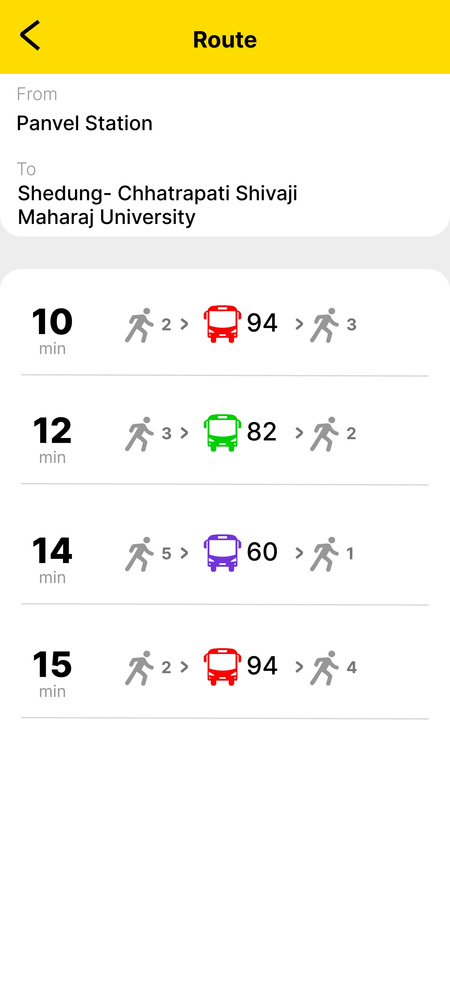 Route
From
Panvel Station
To
Shedung- Chhatrapati Shivaji
Maharaj University
10 2 > 94 > 3
min
12 3 > 82 > 2
min
14 5 > 60 > 1
min
15 2 > 94 > 4
min